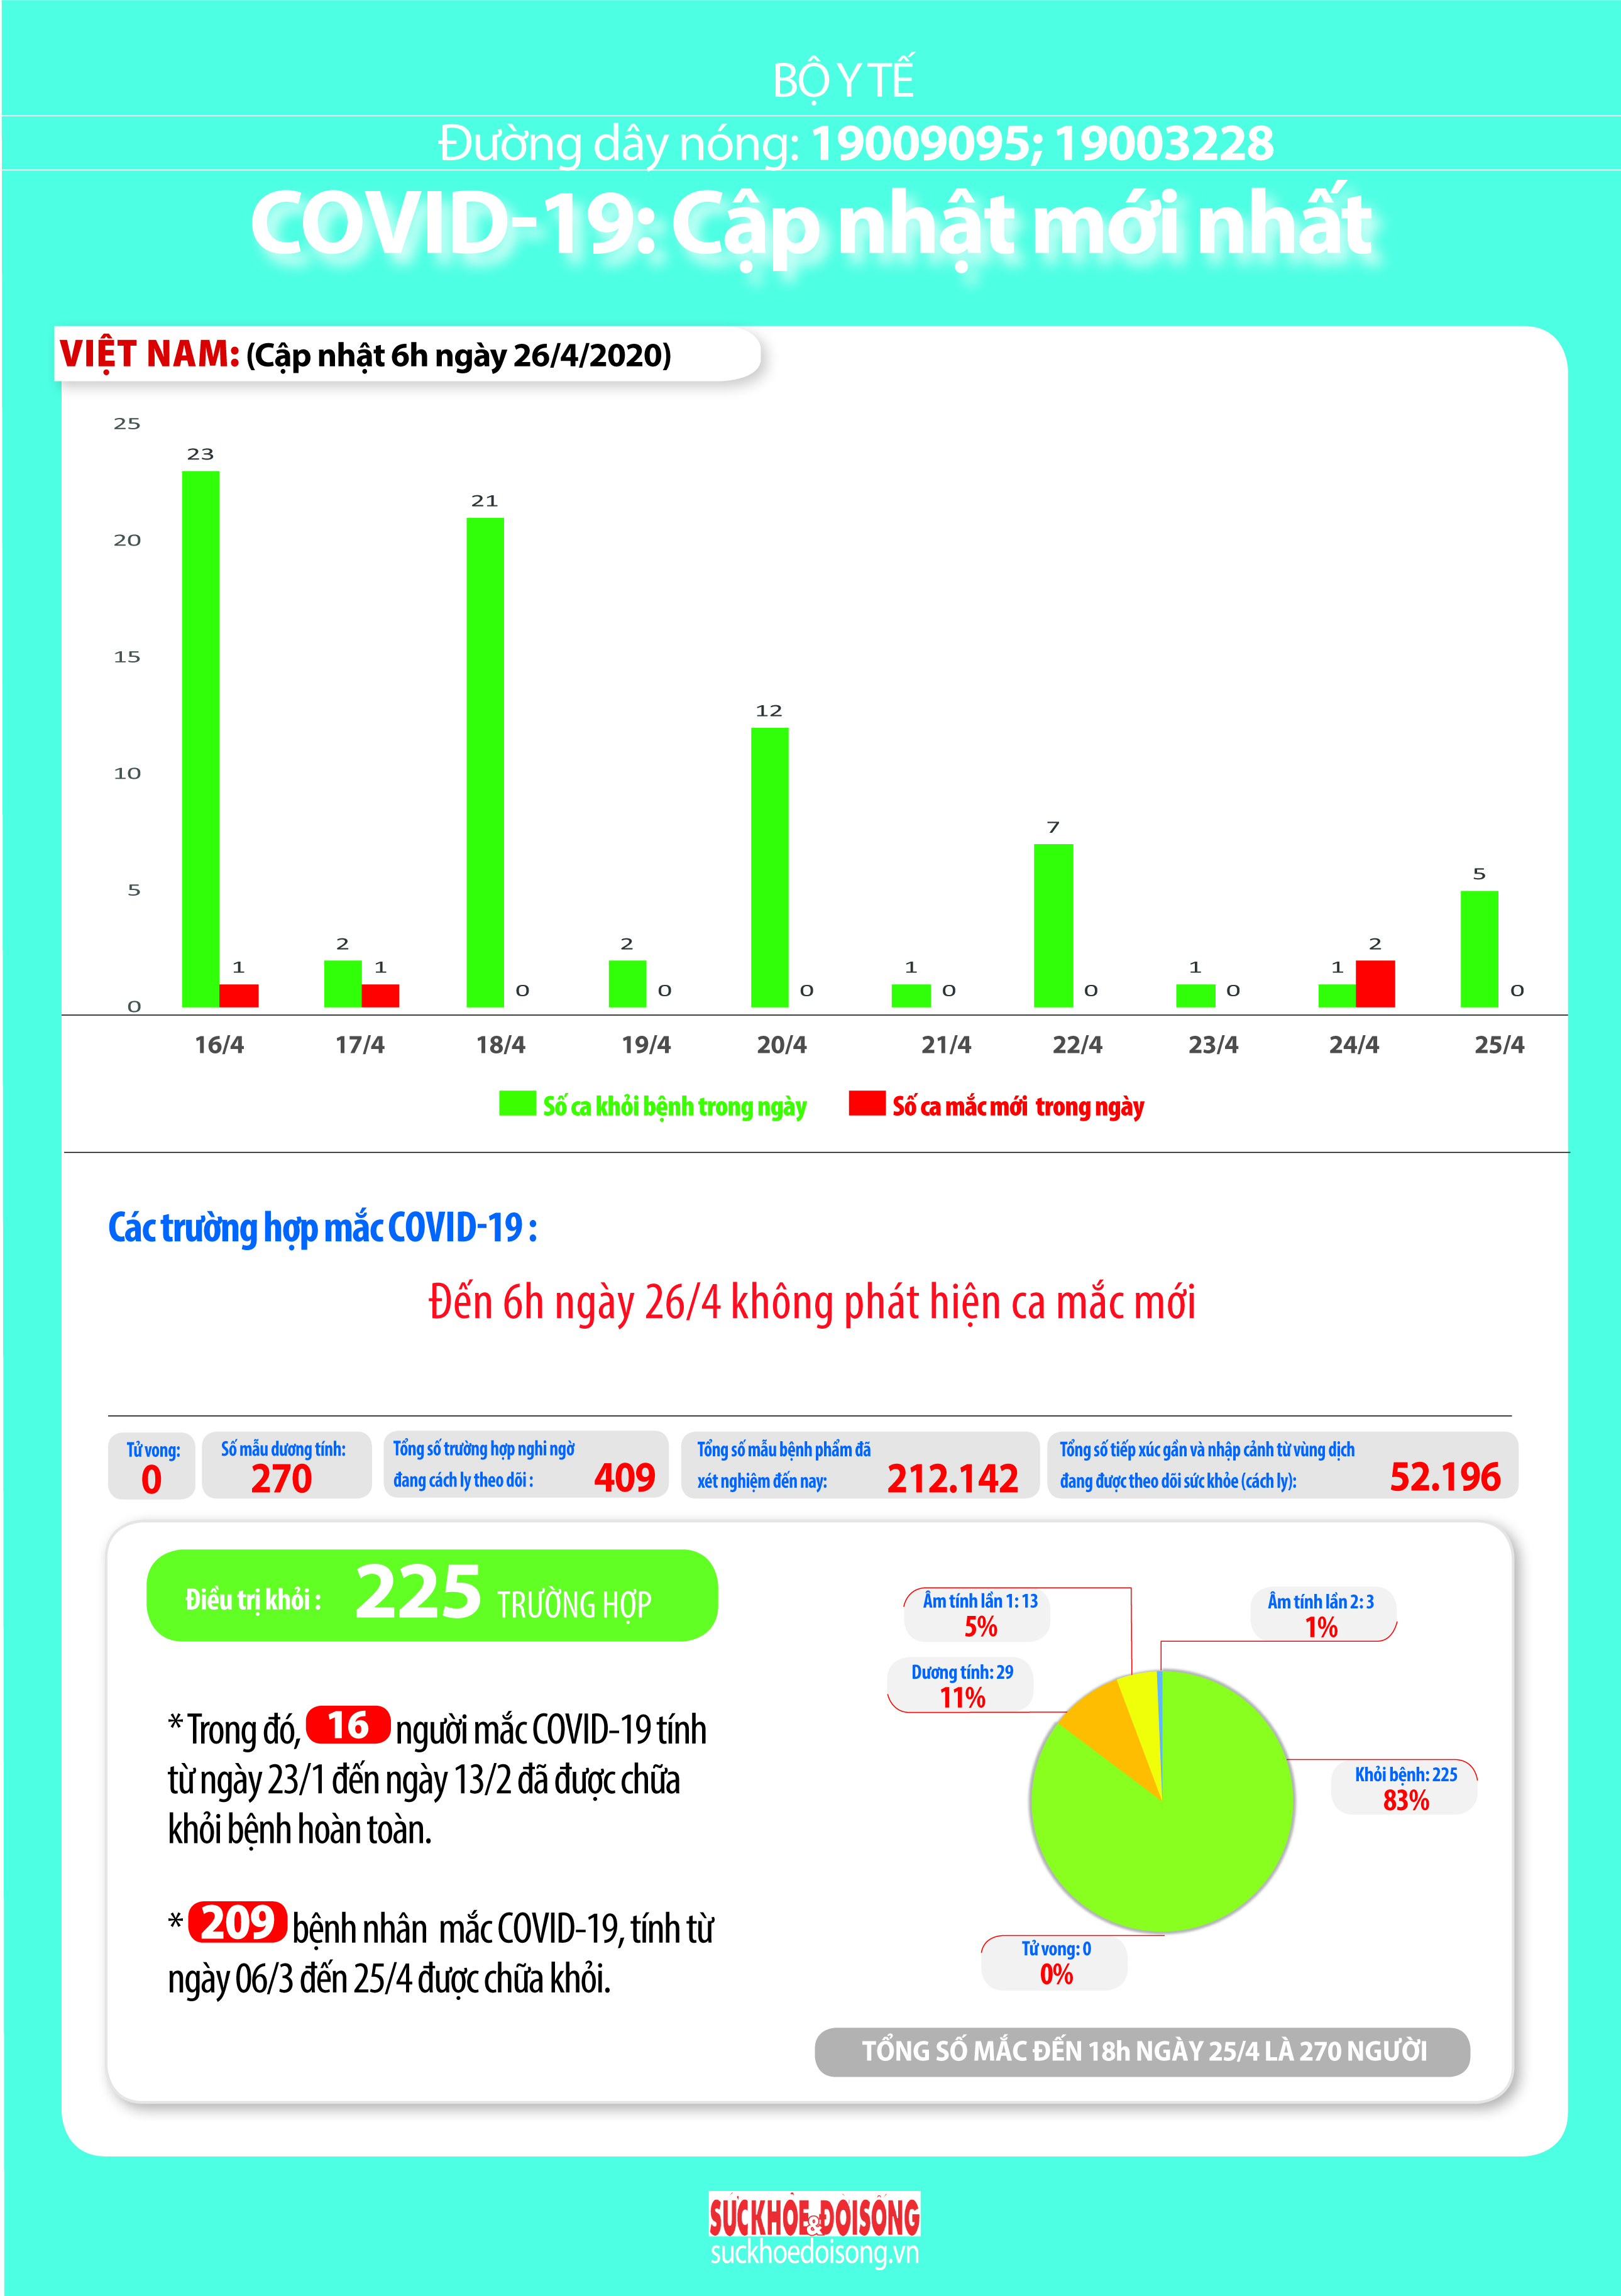 BỘ Y TẾ
Đường dây nóng: 19009095; 19003228
COVID-19: Cập nhật mới nhất
VIỆT NAM: (Cập nhật 6h ngày 26/4/2020)
25
20
15
10
5
0
23
1
2
1
21
0
2
0
12
0
1
0
7
0
1
0
1
2
5
0
16/4
17/4
18/4
19/4
20/4
21/4
22/4
23/4
24/4
25/4
Số ca khỏi bệnh trong ngày
Số ca mắc mới trong ngày
Các trường hợp mắc COVID-19 :
Đến 6h ngày 26/4 không phát hiện ca mắc mới
Tử vong:
0
Số mẫu dương tính:
270
Tổng số trường hợp nghi ngờ
đang cách ly theo dõi : 409
Tổng số mẫu bệnh phẩm đã
xét nghiệm đến nay: 212.142
Tổng số tiếp xúc gần và nhập cảnh từ vùng dịch
đang được theo dõi sức khỏe (cách ly): 52.196
Điều trị khỏi : 225 TRƯỜNG HỢP
* Trong đó, 16 người mắc COVID-19 tính
từ ngày 23/1 đến ngày 13/2 đã được chữa
khỏi bệnh hoàn toàn.
* 209 bệnh nhân mắc COVID-19, tính từ
ngày 06/3 đến 25/4 được chữa khỏi.
Âm tính lần 1: 13
5%
Âm tính lần 2: 3
1%
Dương tính: 29
11%
Khỏi bệnh: 225
83%
Tử vong: 0
0%
TỔNG SỐ MẮC ĐẾN 18h NGÀY 25/4 LÀ 270 NGƯỜI
SỨC KHỎE & ĐỜI SỐNG
suckhoedoisong.vn